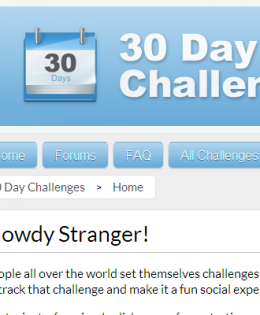 30
Days
30 Day
Challen
ome Forums FAQ All Challenges
0 Day Challenges > Home
owdy Stranger!
ople all over the world set themselves challenges
track that challenge and make it a fun social expe